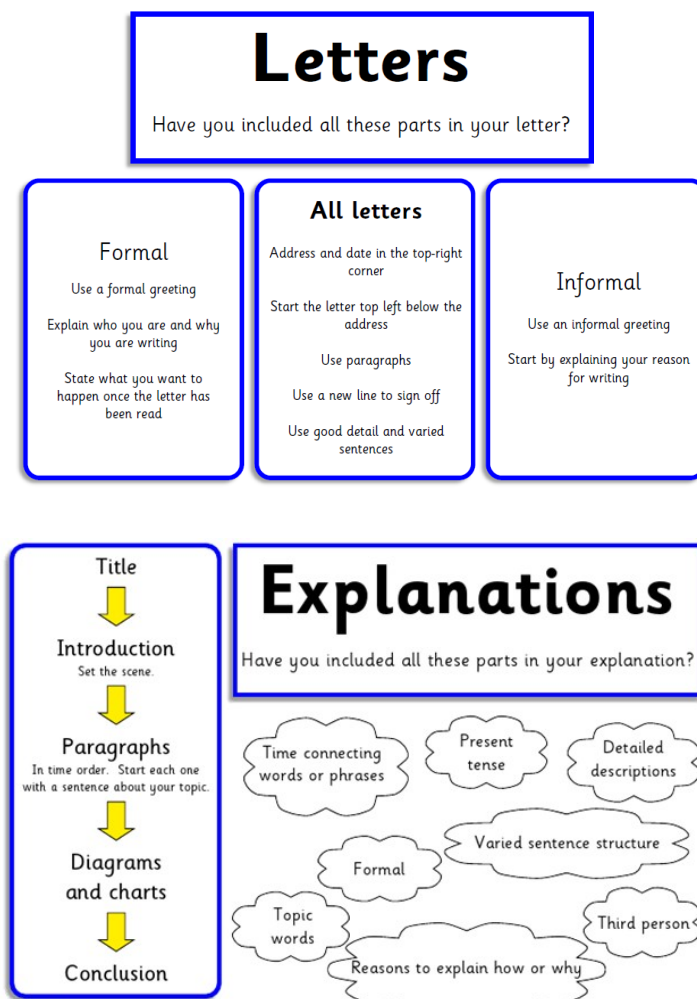 Letters
Have you included all these parts in your letter?
Formal
Use a formal greeting
Explain who you are and why
you are writing
State what you want to
happen once the letter has
been read
All letters
Address and date in the top-right
corner
Start the letter top left below the
address
Use paragraphs
Use a new line to sign off
Use good detail and varied
sentences
Informal
Use an informal greeting
Start by explaining your reason
for writing
Title
Introduction
Set the scene.
Paragraphs
In time order. Start each one
with a sentence about your topic.
Diagrams
and charts
Conclusion
Explanations
Have you included all these parts in your explanation?
Time connecting
words or phrases
Present
tense
Detailed
descriptions
Varied sentence structure
Formal
Topic
words
Third person
Reasons to explain how or why